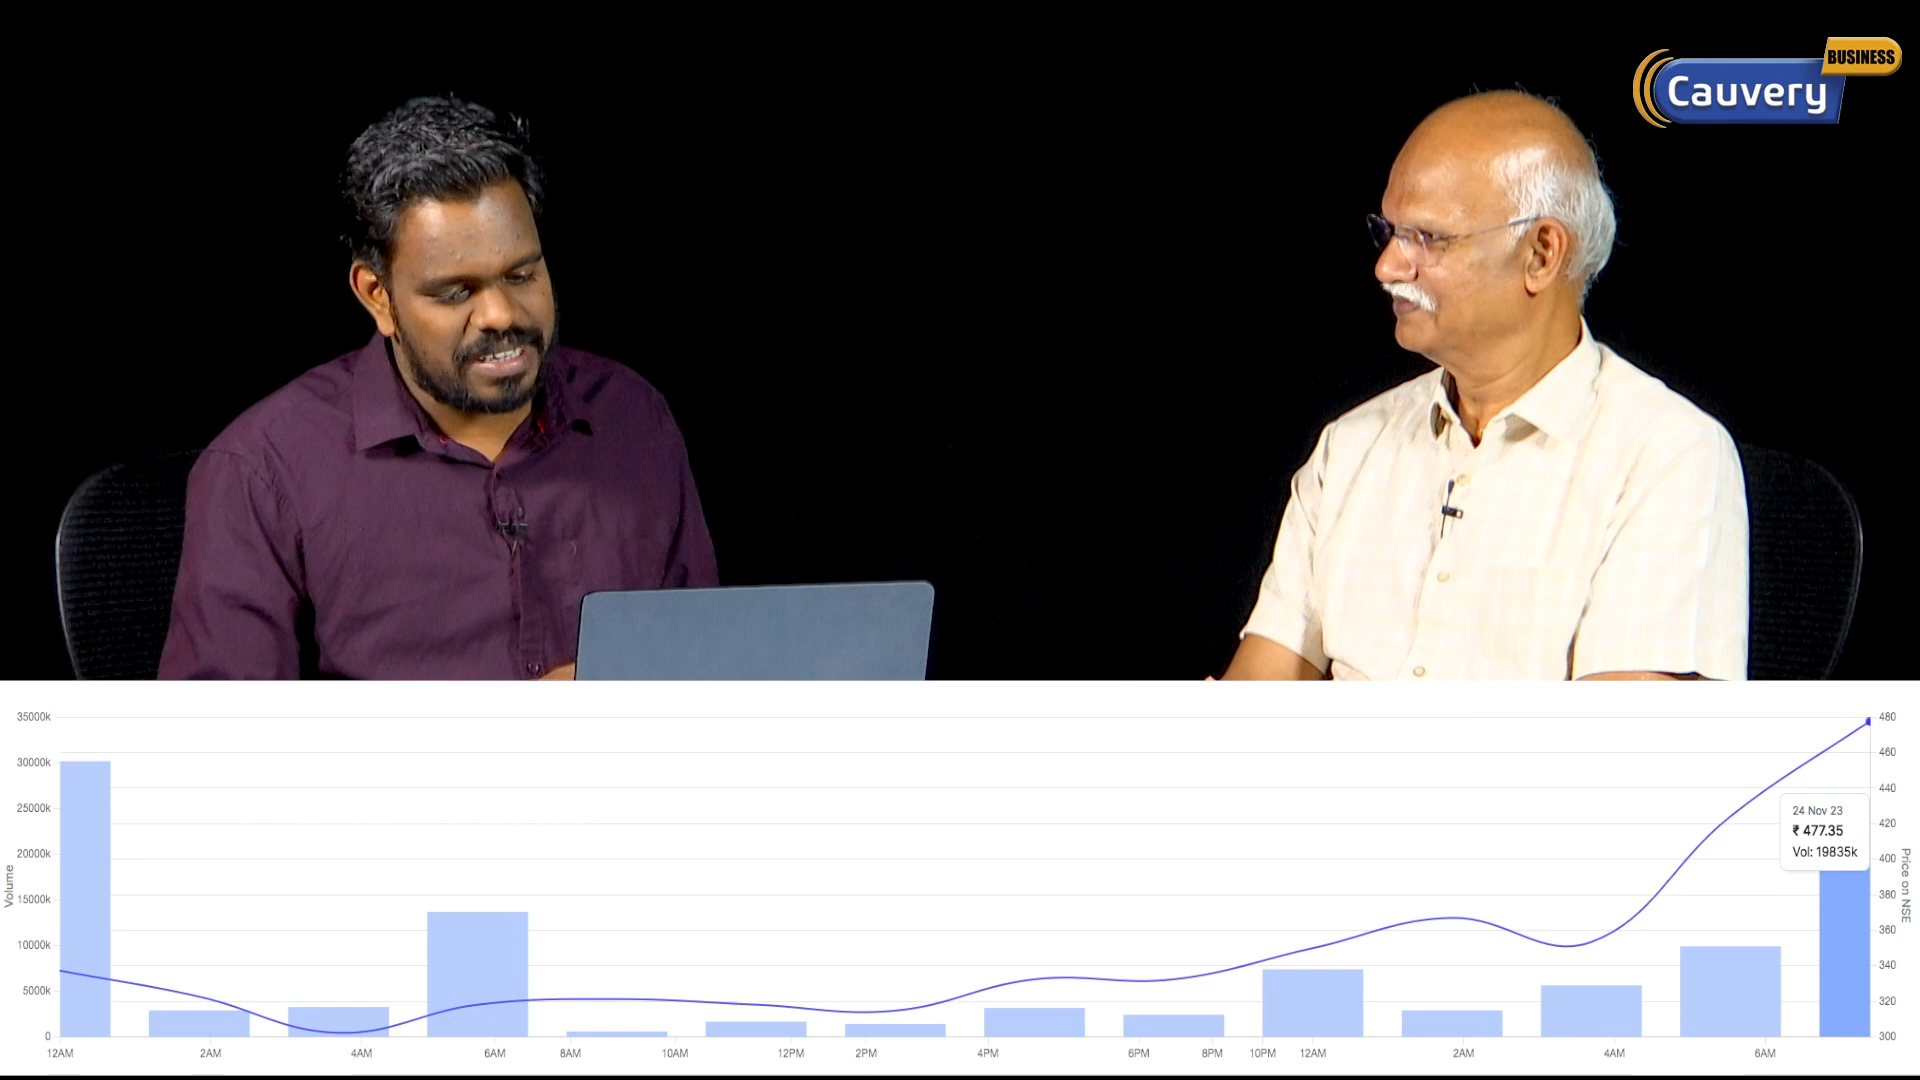 BUSINESS
Cauvery
35000k
30000k
25000k
20000k
15000k
10000k
5000k
0
Volume
480
460
440
420
400
380
360
340
320
300
Price on NSE
24 Nov 23
₹ 477.35
Vol: 19835k
12AM 2AM 4AM 6AM 8AM 10AM 12PM 2PM 4PM 6PM 8PM 10PM 12AM 2AM 4AM 6AM